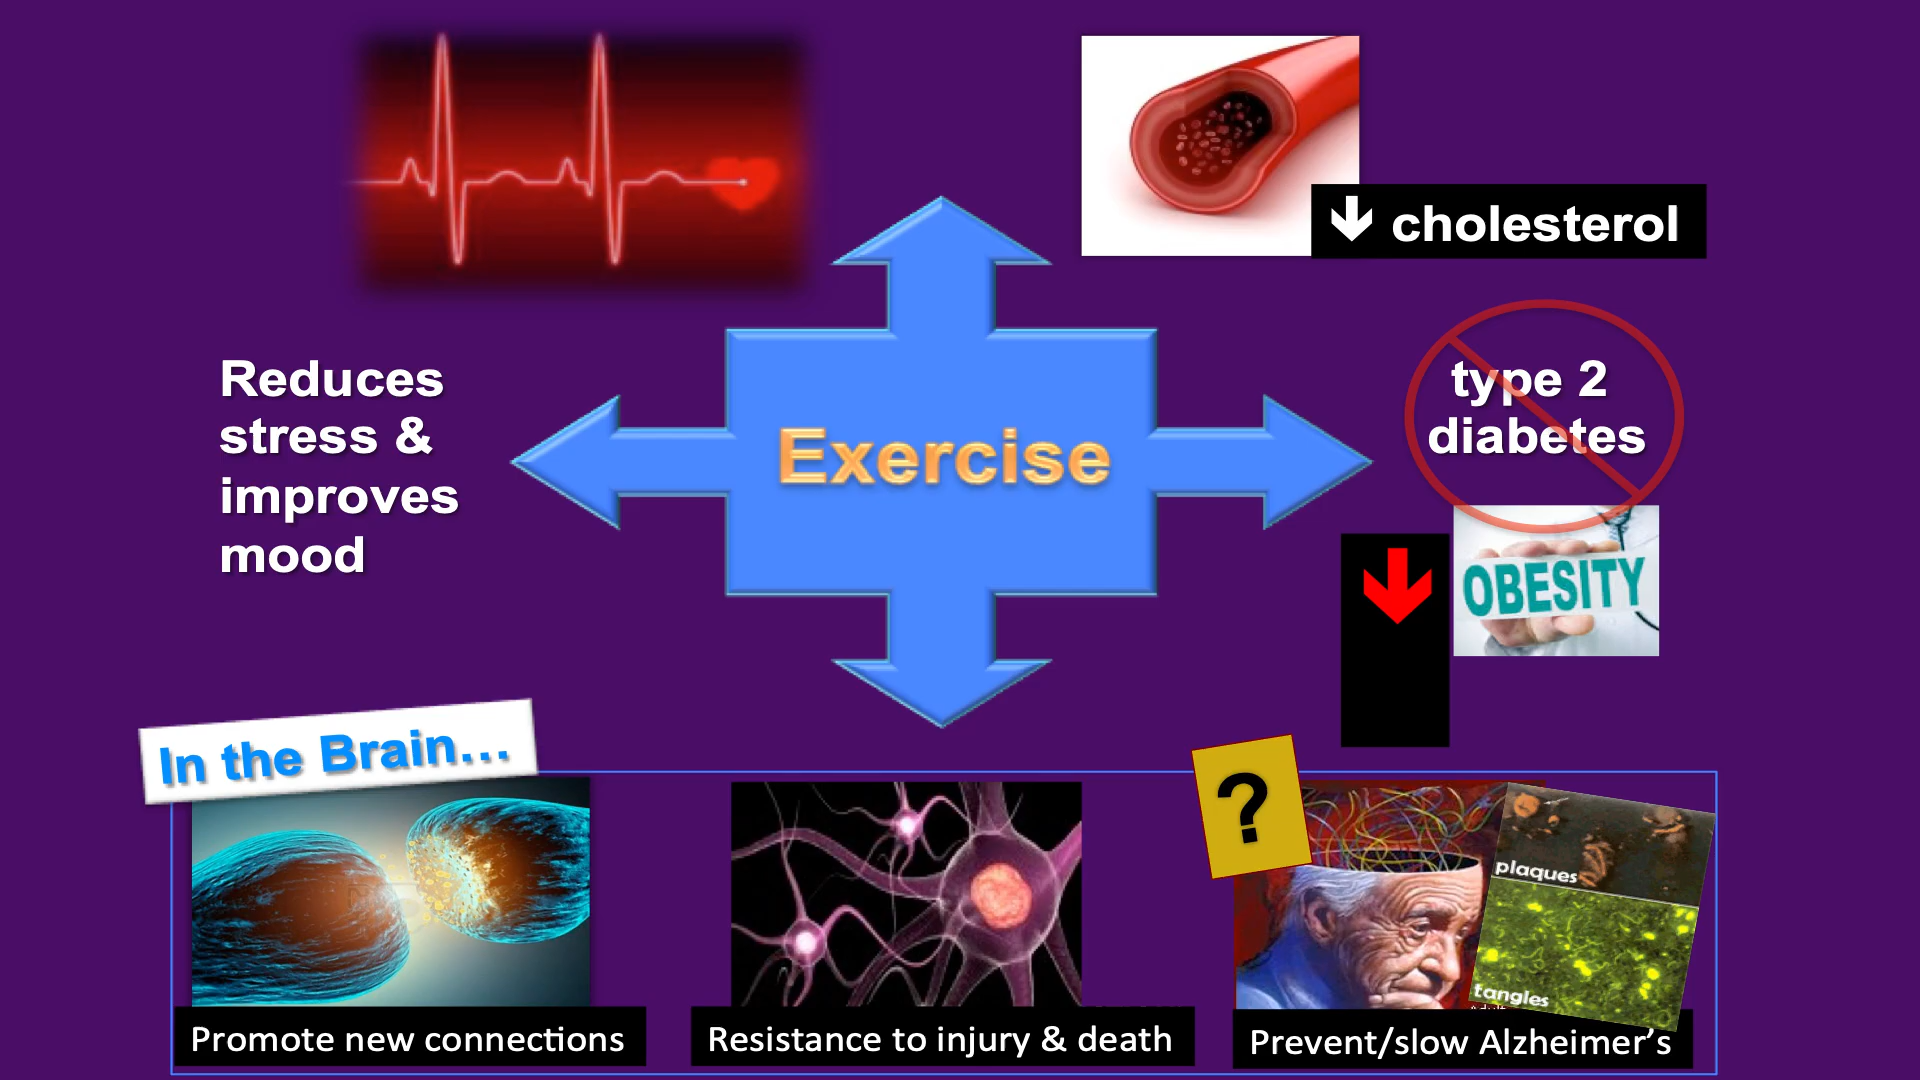 cholesterol
Reduces
stress &
improves
mood
Exercise
type 2
diabetes
OBESITY
In the Brain...
?
plaques
tangles
Promote new connections
Resistance to injury & death
Prevent/slow Alzheimer’s